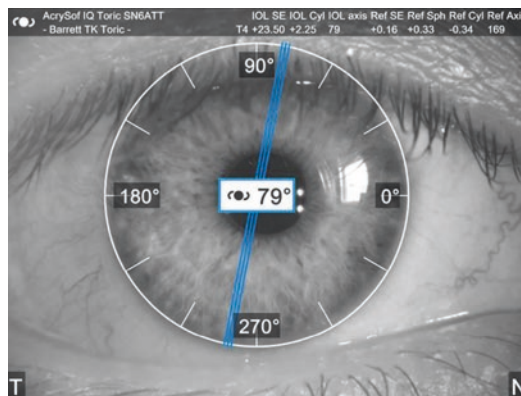 AcrySof IQ Toric SN6ATT IOL SE IOL Cyl IOL axis Ref SE Ref Sph Ref Cyl Ref Axi
- Barrett TK Toric - T4 +23.50 +2.25 79 +0.16 +0.33 -0.34 169
90°
180° 79° 0°
270°
T N